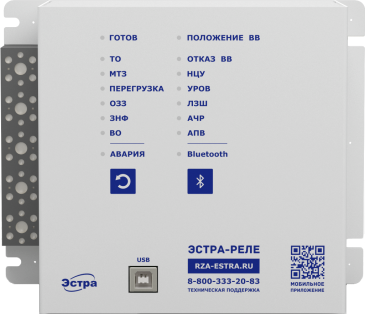 ГОТОВ
ТО
МТЗ
ПЕРЕГРУЗКА
ОЗЗ
ЗНФ
ВО
АВАРИЯ
ПОЛОЖЕНИЕ ВВ
ОТКАЗ ВВ
НЦУ
УРОВ
ЛЗШ
АЧР
АПВ
Bluetooth
Эстра
USB
ЭСТРА-РЕЛЕ
RZA-ESTRA.RU
8-800-333-20-83
ТЕХНИЧЕСКАЯ ПОДДЕРЖКА
МОБИЛЬНОЕ
ПРИЛОЖЕНИЕ